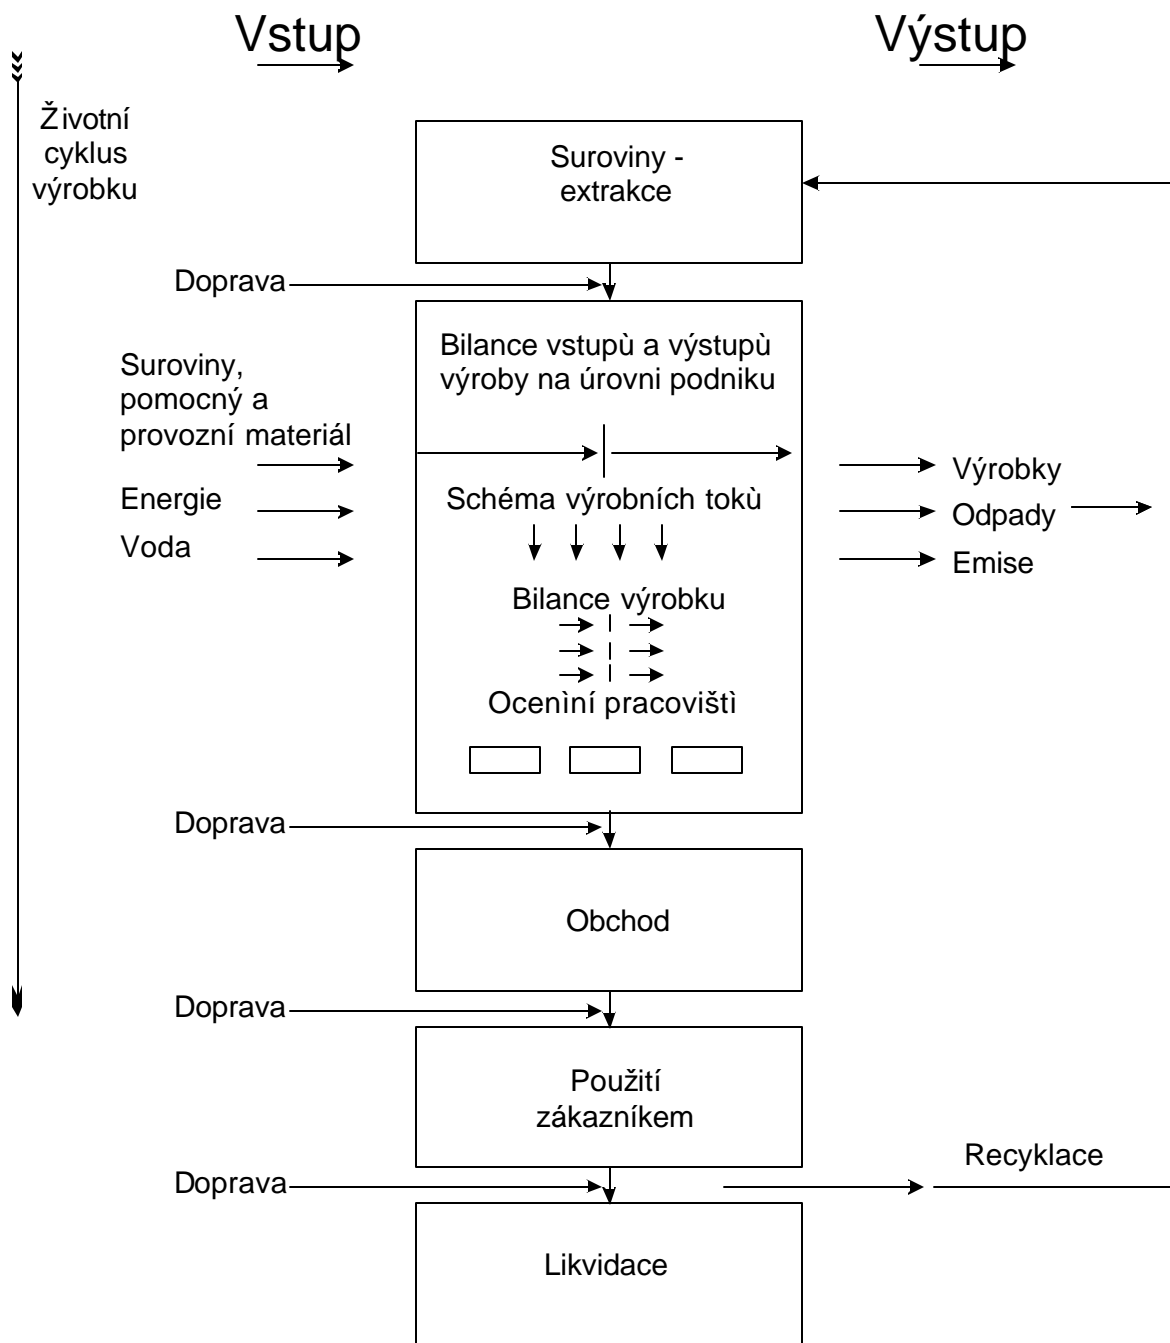 Vstup
Výstup
Životní
cyklus
výrobku
Suroviny -
extrakce
Doprava
Bilance vstupù a výstupù
výroby na úrovni podniku
Suroviny,
pomocný a
provozní materiál
Energie
Voda
Schéma výrobních tokù
Výrobky
Odpady
Emise
Bilance výrobku
Ocenìní pracovištì
Doprava
Obchod
Doprava
Použití
zákazníkem
Recyklace
Doprava
Likvidace